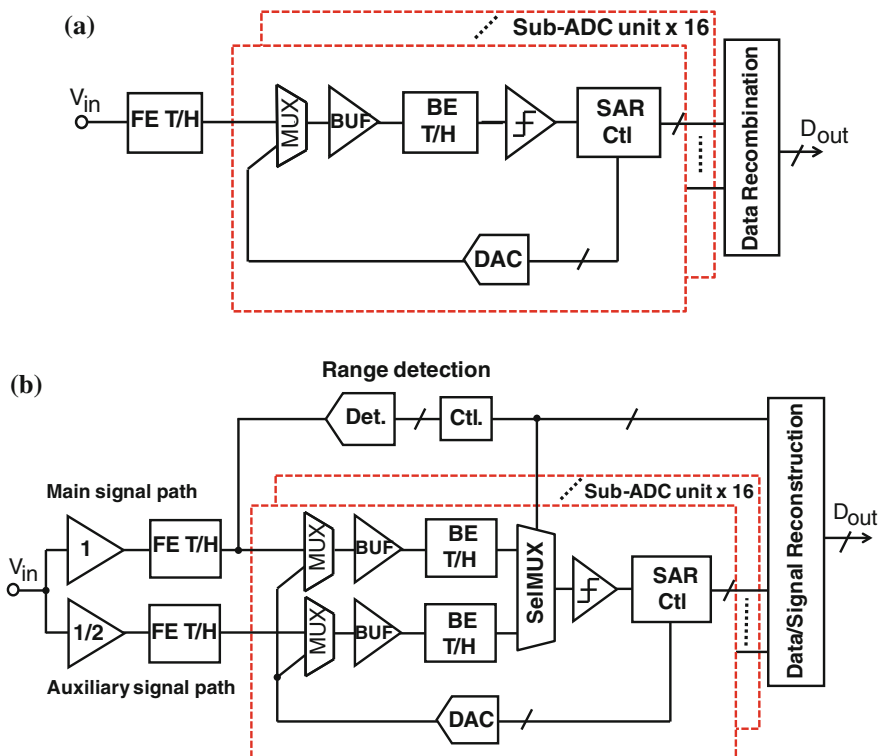 (a)
Sub-ADC unit x 16
Vin
FE T/H
MUX
BUF
BE
T/H
SAR
Ctl
DAC
Data Recombination
Dout
(b)
Range detection
Det.
Ctl.
Main signal path
Sub-ADC unit x 16
Vin
1
FE T/H
MUX
BUF
BE
T/H
SelMUX
SAR
Ctl
1/2
FE T/H
MUX
BUF
BE
T/H
Auxiliary signal path
DAC
Data/Signal Reconstruction
Dout